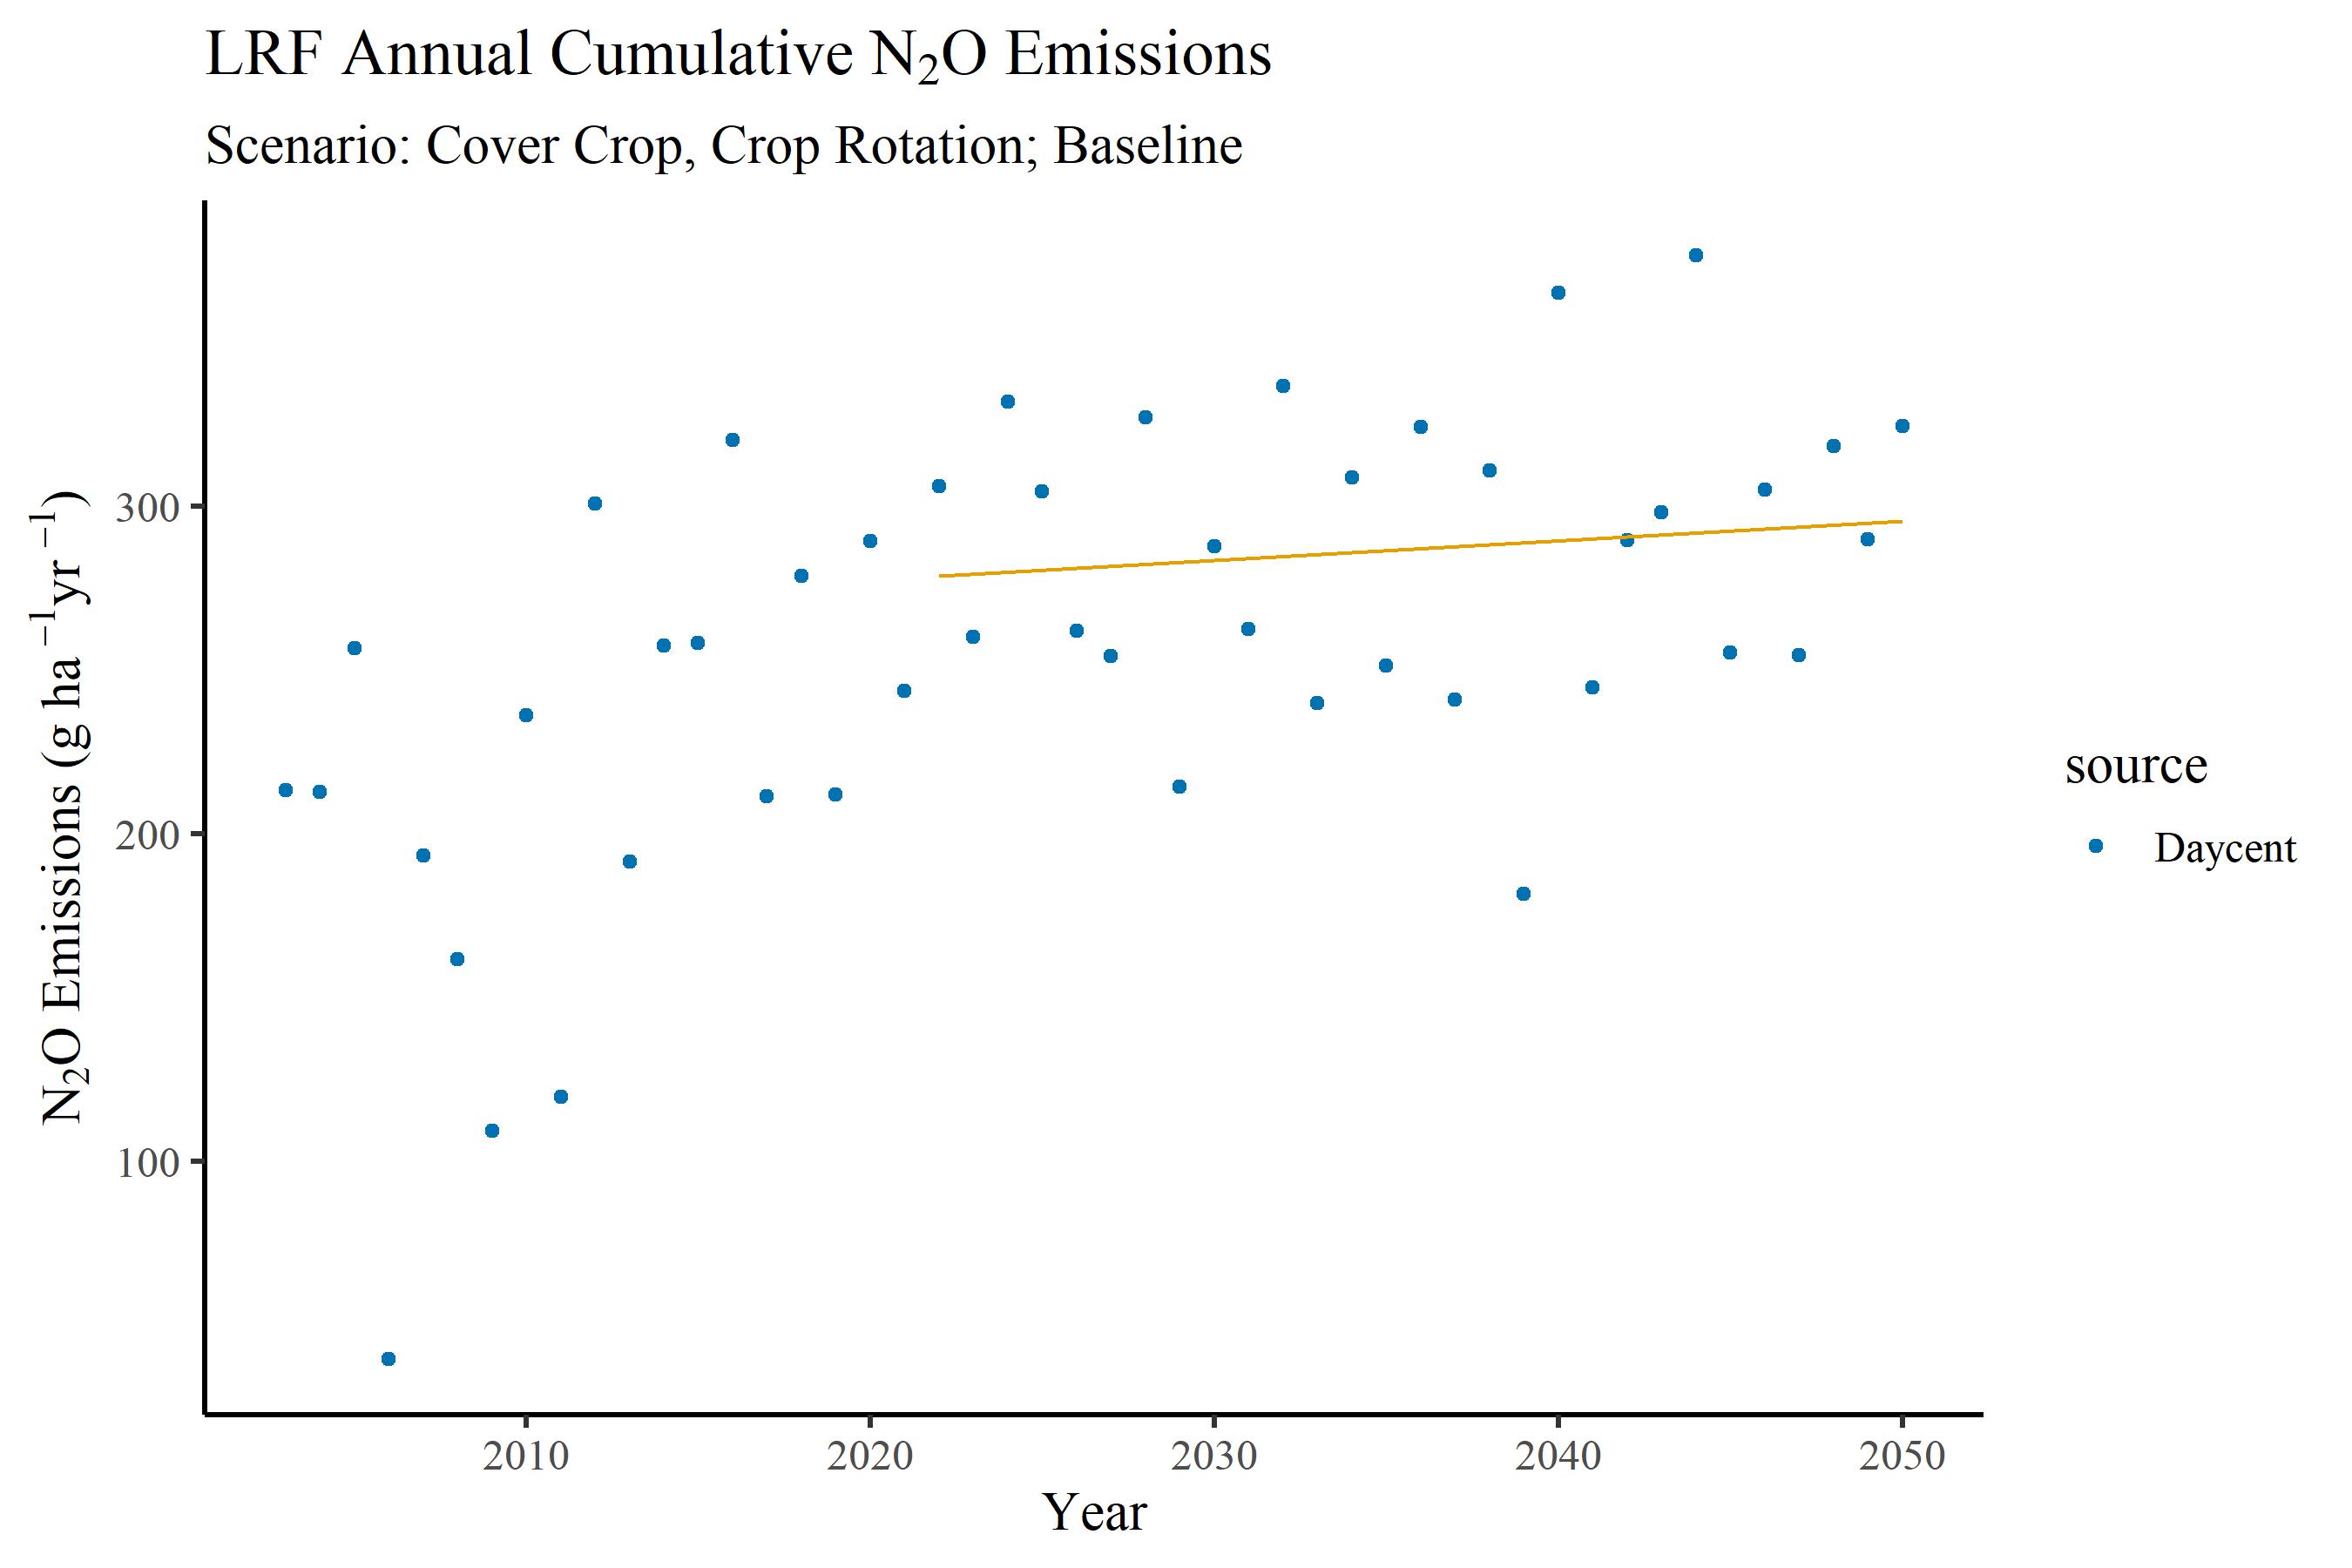 LRF Annual Cumulative N₂O Emissions
Scenario: Cover Crop, Crop Rotation; Baseline
N₂O Emissions (g ha ⁻¹yr ⁻¹)
300
200
100
2010 2020 2030 2040 2050
Year
source
Daycent